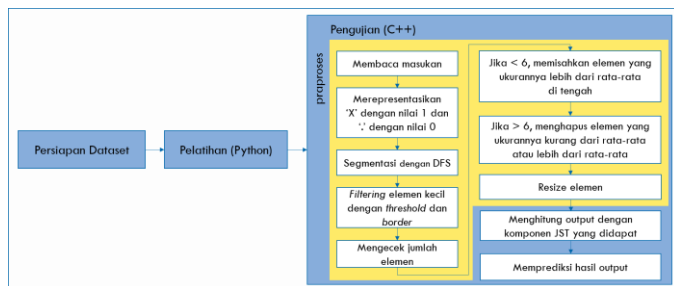 Persiapan Dataset
Pelatihan (Python)
Pengujian (C++)
praproses
Membaca masukan
Merepresentasikan
'X' dengan nilai 1 dan
'.' dengan nilai 0
Segmentasi dengan DFS
Filtering elemen kecil
dengan threshold dan
border
Mengecek jumlah
elemen
Jika < 6, memisahkan elemen yang
ukurannya lebih dari rata-rata
di tengah
Jika > 6, menghapus elemen yang
ukurannya kurang dari rata-rata
atau lebih dari rata-rata
Resize elemen
Menghitung output dengan
komponen JST yang didapat
Memprediksi hasil output